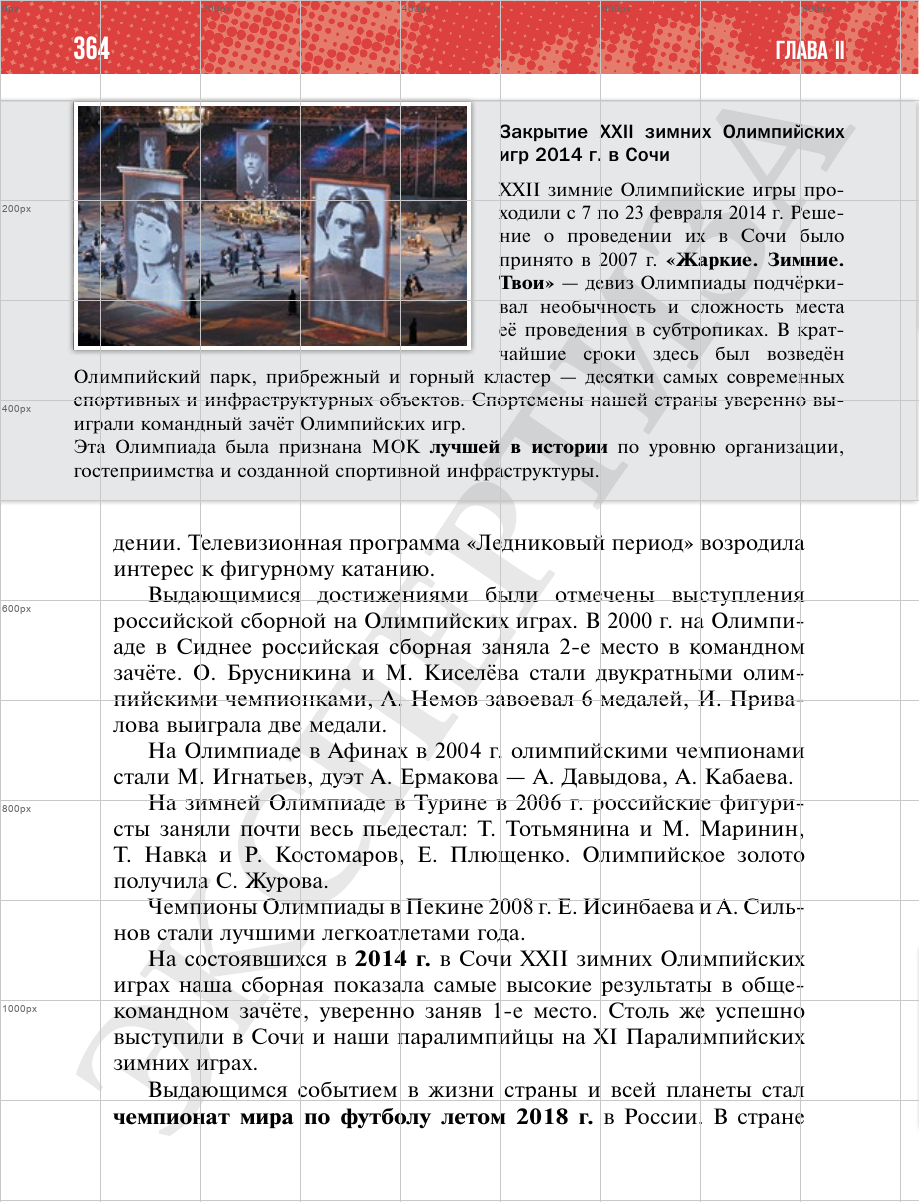 364
ГЛАВА II
Закрытие XXII зимних Олимпийских
игр 2014 г. в Сочи
XXII зимние Олимпийские игры про-
ходили с 7 по 23 февраля 2014 г. Реше-
ние о проведении их в Сочи было
принято в 2007 г. «Жаркие. Зимние.
Твои» — девиз Олимпиады подчёрки-
вал необычность и сложность места
её проведения в субтропиках. В крат-
чайшие сроки здесь был возведён
Олимпийский парк, прибрежный и горный кластер — десятки самых современных
спортивных и инфраструктурных объектов. Спортсмены нашей страны уверенно вы-
играли командный зачёт Олимпийских игр.
Эта Олимпиада была признана МОК лучшей в истории по уровню организации,
гостеприимства и созданной спортивной инфраструктуры.
дении. Телевизионная программа «Ледниковый период» возродила
интерес к фигурному катанию.
Выдающимися достижениями были отмечены выступления
российской сборной на Олимпийских играх. В 2000 г. на Олимпи-
аде в Сиднее российская сборная заняла 2-е место в командном
зачёте. О. Брусникина и М. Киселёва стали двукратными олим-
пийскими чемпионками, А. Немов завоевал 6 медалей, И. Прива-
лова выиграла две медали.
На Олимпиаде в Афинах в 2004 г. олимпийскими чемпионами
стали М. Игнатьев, дуэт А. Ермакова — А. Давыдова, А. Кабаева.
На зимней Олимпиаде в Турине в 2006 г. российские фигури-
сты заняли почти весь пьедестал: Т. Тотьмянина и М. Маринин,
Т. Навка и Р. Костомаров, Е. Плющенко. Олимпийское золото
получила С. Журова.
Чемпионы Олимпиады в Пекине 2008 г. Е. Исинбаева и А. Силь-
нов стали лучшими легкоатлетами года.
На состоявшихся в 2014 г. в Сочи XXII зимних Олимпийских
играх наша сборная показала самые высокие результаты в обще-
командном зачёте, уверенно заняв 1-е место. Столь же успешно
выступили в Сочи и наши паралимпийцы на XI Паралимпийских
зимних играх.
Выдающимся событием в жизни страны и всей планеты стал
чемпионат мира по футболу летом 2018 г. в России. В стране
ЭКСПЕРТИЗА
200px
400px
600px
800px
1000px